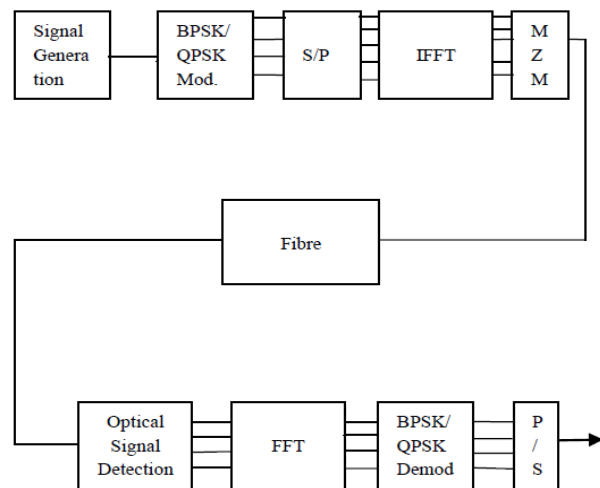 Signal
Genera
tion
BPSK/
QPSK
Mod.
S/P
IFFT
M
Z
M
Fibre
Optical
Signal
Detection
FFT
BPSK/
QPSK
Demod
P
/
S